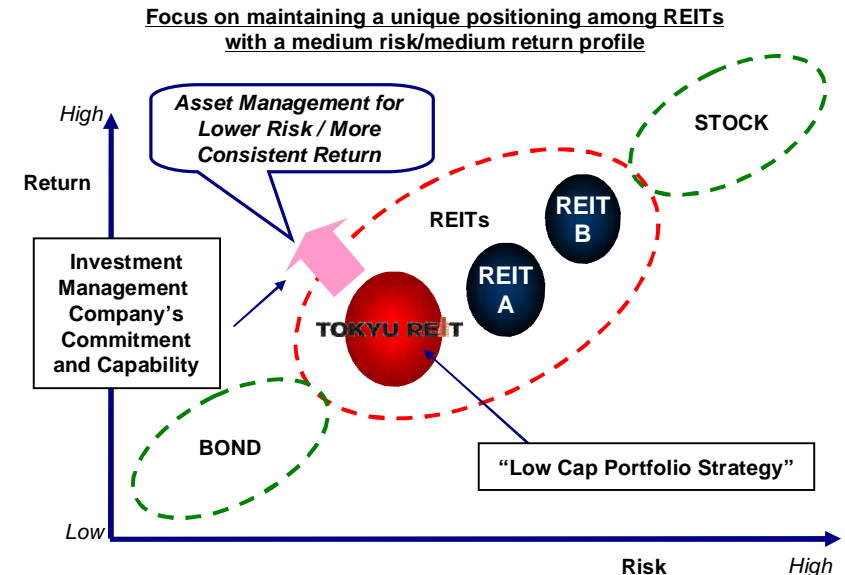 Focus on maintaining a unique positioning among REITs
with a medium risk/medium return profile
High
Asset Management for
Lower Risk / More
Consistent Return
STOCK
Return
REITs
REIT
B
Investment
Management
Company’s
Commitment
and Capability
REIT
A
TOKYU REIT
BOND
“Low Cap Portfolio Strategy”
Low
Risk
High